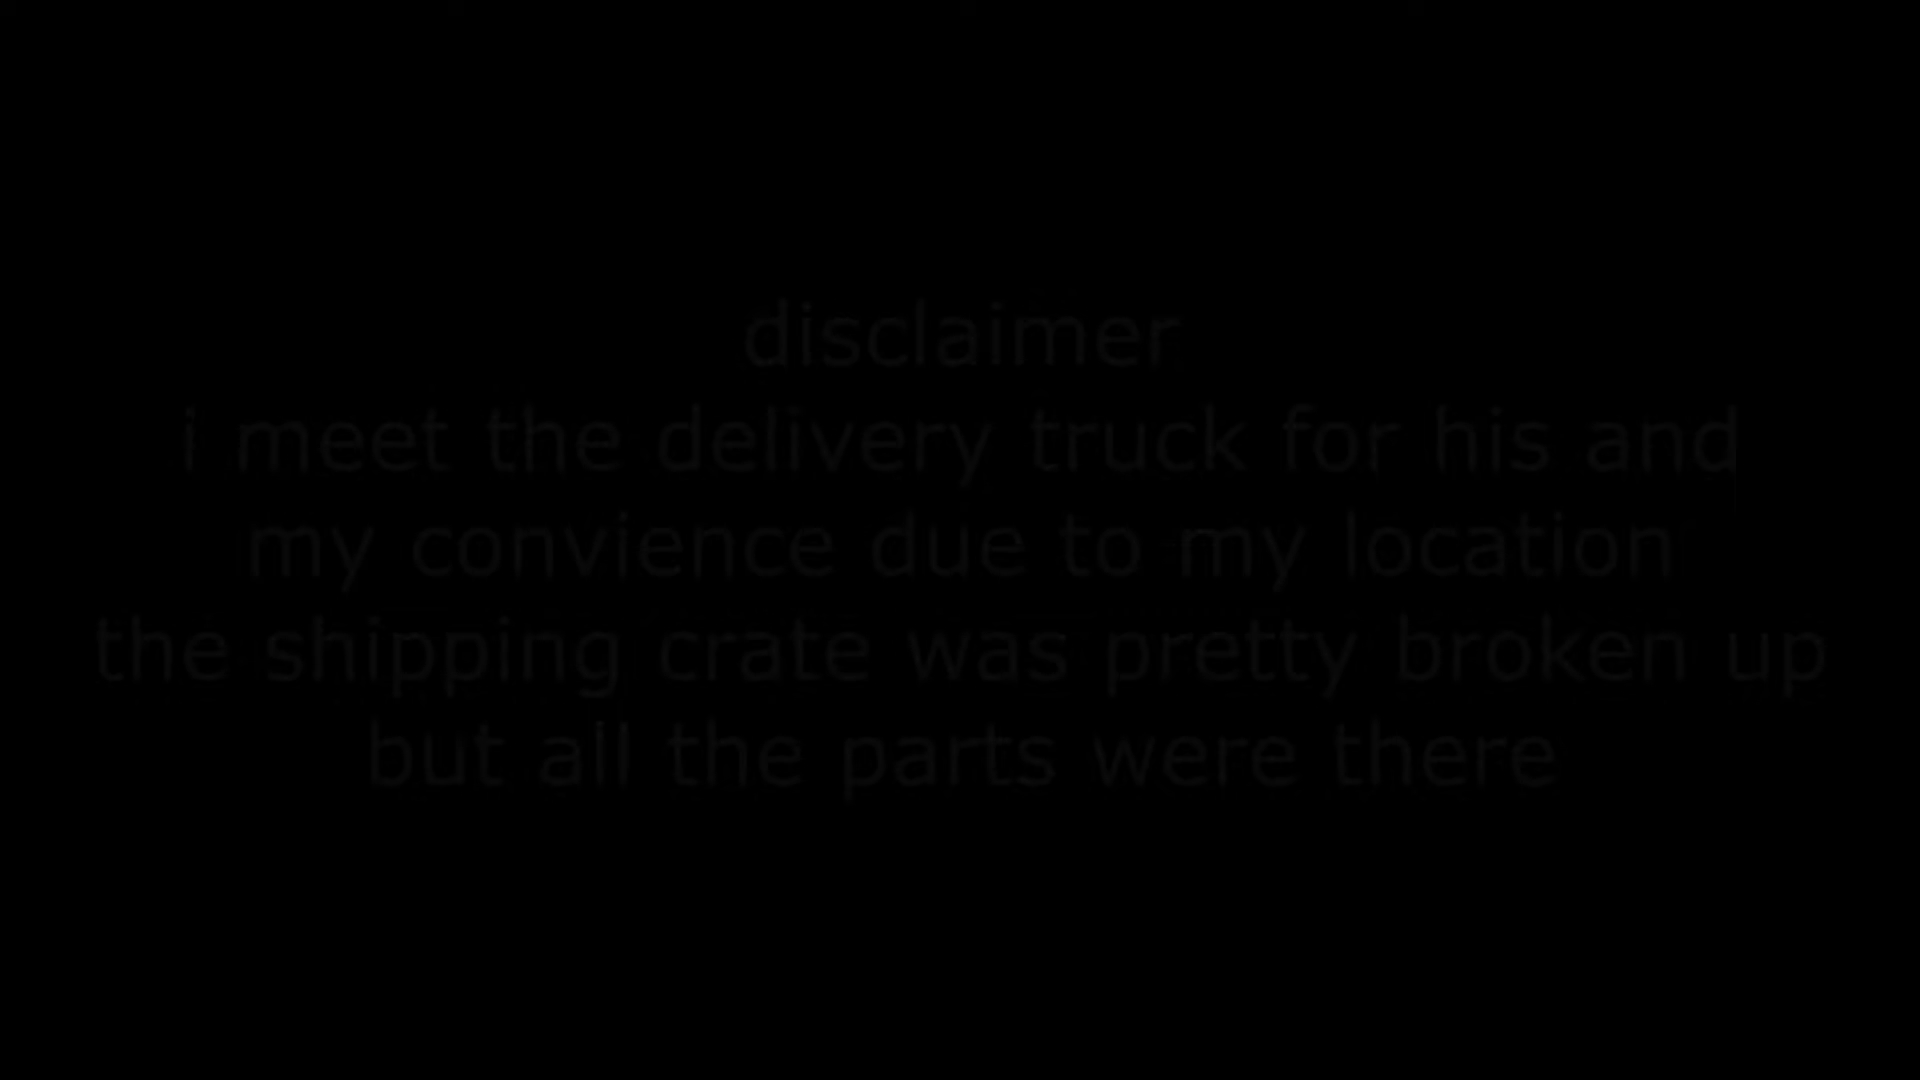 disclaimer
i meet the delivery truck for his and
my convience due to my location
the shipping crate was pretty broken up
but all the parts were there